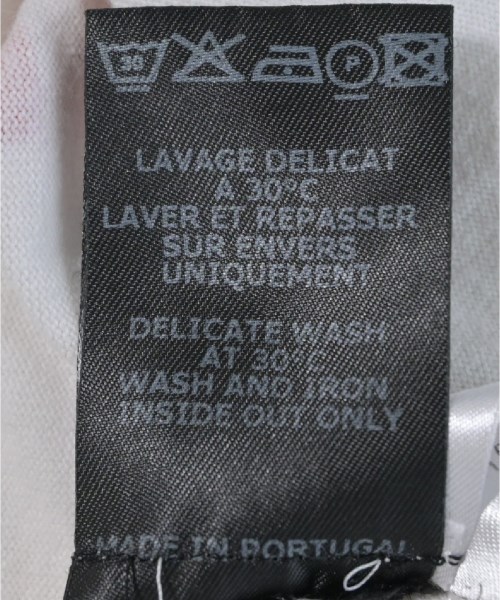 30 P
LAVAGE DELICAT
A 30°C
LAVER ET REPASSER
SUR ENVERS
UNIQUEMENT
DELICATE WASH
AT 30°C
WASH AND IRON
INSIDE OUT ONLY
MADE IN PORTUGAL